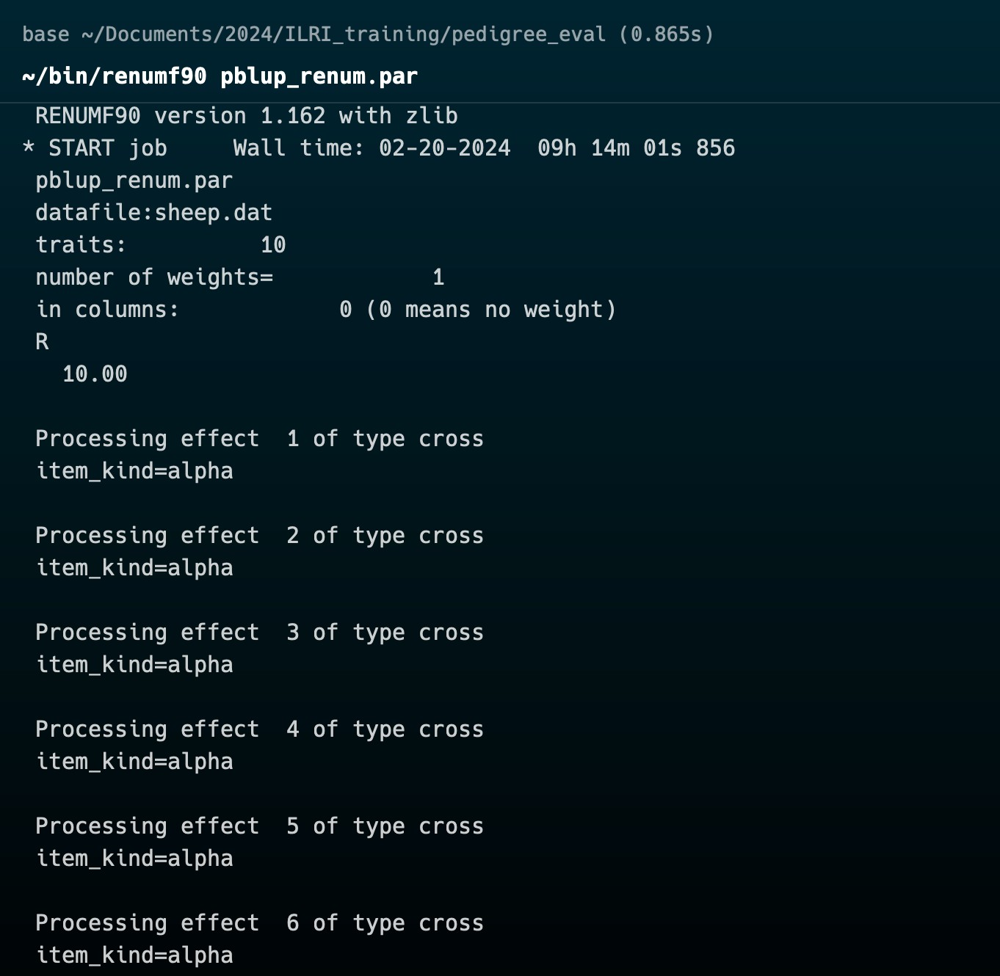 base ~/Documents/2024/ILRI_training/pedigree_eval (0.865s)
~/bin/renumf90 pblup_renum.par
RENUMF90 version 1.162 with zlib
* START job     Wall time: 02-20-2024  09h 14m 01s 856
pblup_renum.par
datafile:sheep.dat
traits:          10
number of weights=            1
in columns:            0 (0 means no weight)
R
10.00
Processing effect  1 of type cross
item_kind=alpha
Processing effect  2 of type cross
item_kind=alpha
Processing effect  3 of type cross
item_kind=alpha
Processing effect  4 of type cross
item_kind=alpha
Processing effect  5 of type cross
item_kind=alpha
Processing effect  6 of type cross
item_kind=alpha